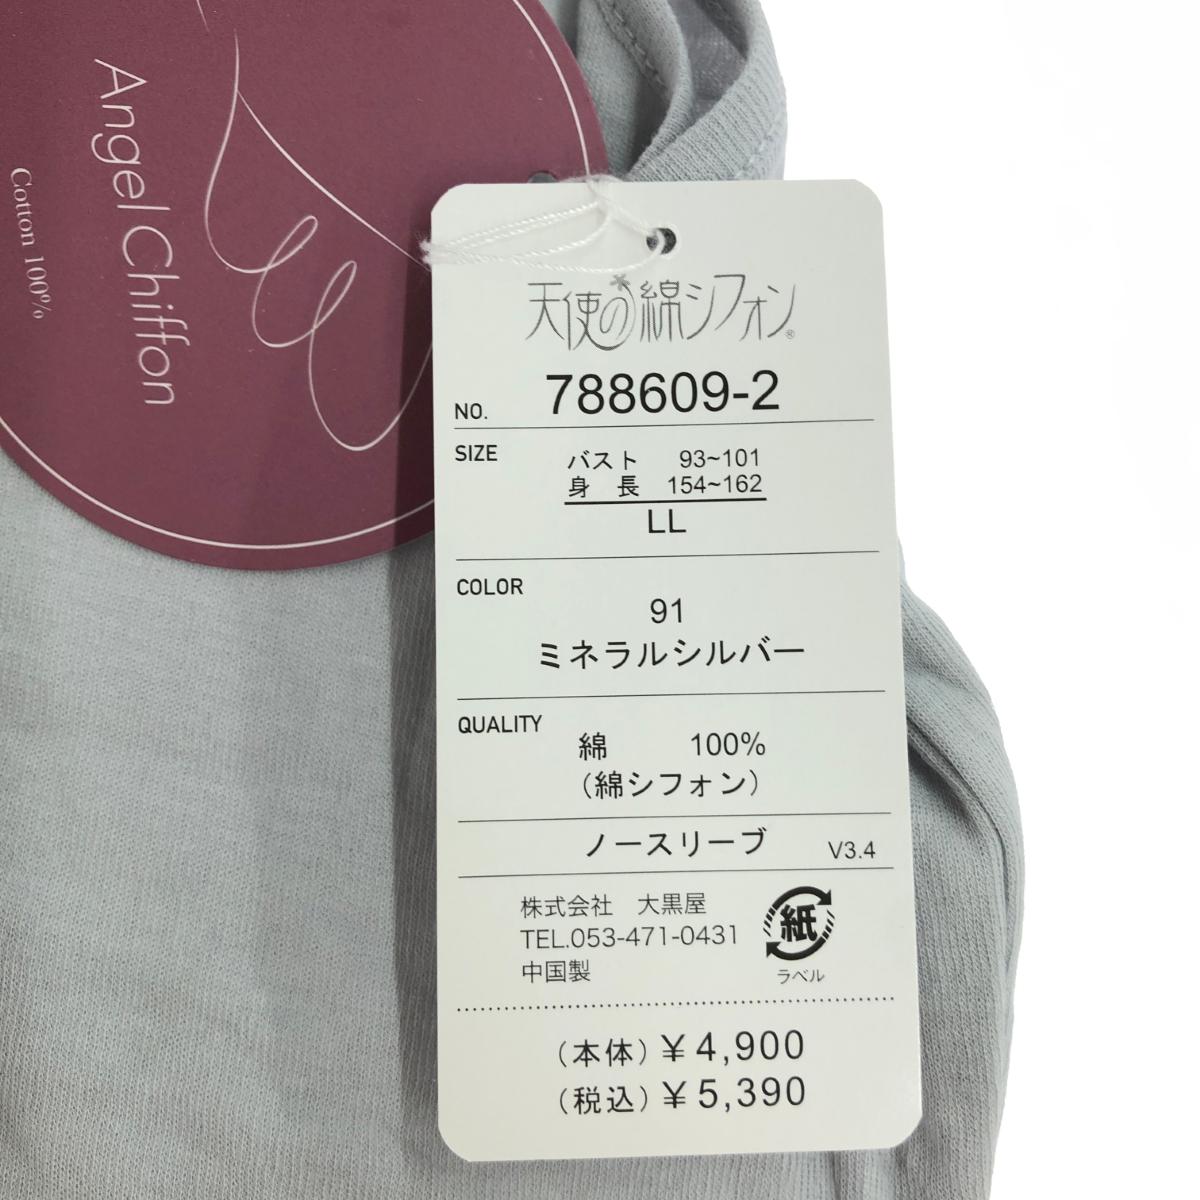 Angel Chiffon
Cotton 100%
天使の綿シフォン®
NO. 788609-2
SIZE
バスト 93~101
身 長 154~162
LL
COLOR
91
ミネラルシルバー
QUALITY
綿 100%
（綿シフォン）
ノースリーブ V3.4
株式会社 大黒屋
TEL.053-471-0431
中国製
紙
ラベル
（本体）￥4,900
（税込）￥5,390